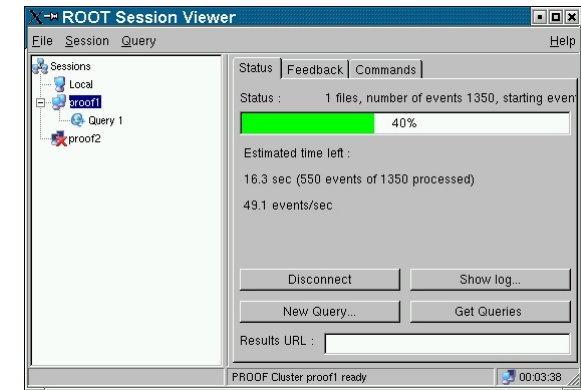 ROOT Session Viewer
File Session Query Help
Sessions
Local
proof1
Query 1
proof2
Status Feedback Commands
Status : 1 files, number of events 1350, starting even
40%
Estimated time left :
16.3 sec (550 events of 1350 processed)
49.1 events/sec
Disconnect Show log...
New Query... Get Queries
Results URL :
PROOF Cluster proof1 ready 00:03:38